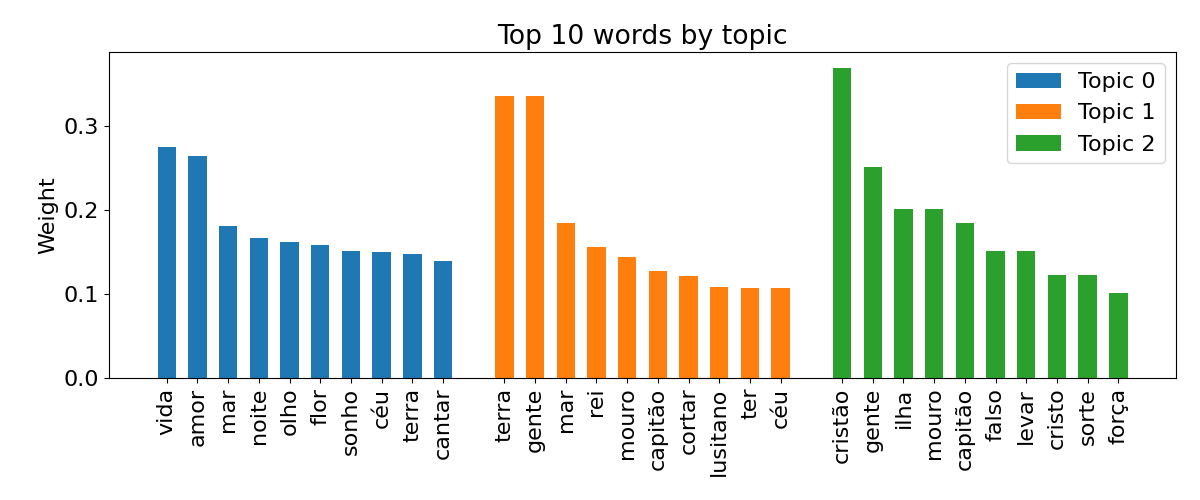 Top 10 words by topic
Weight
0.3
0.2
0.1
0.0
Topic 0
Topic 1
Topic 2
vida
amor
mar
noite
olho
flor
sonho
céu
terra
cantar
terra
gente
mar
rei
mouro
capitão
cortar
lusitano
ter
céu
cristão
gente
ilha
mouro
capitão
falso
levar
cristo
sorte
força